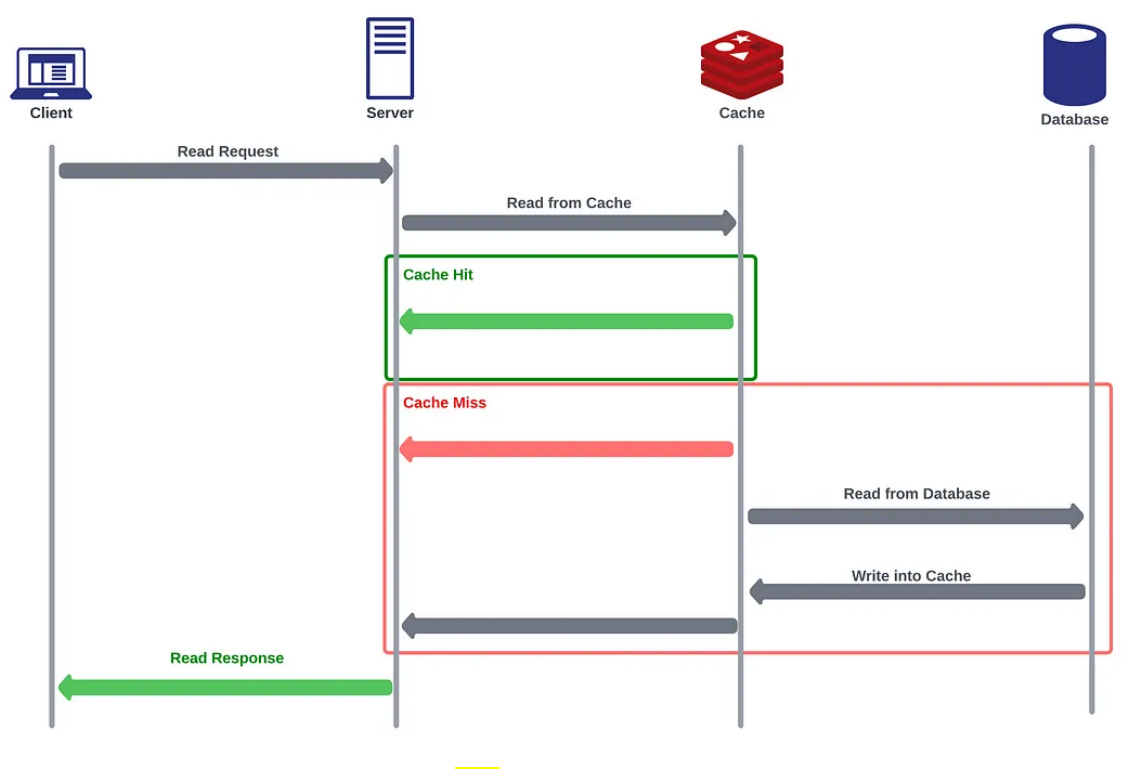 Client
Server
Cache
Database
Read Request
Read from Cache
Cache Hit
Cache Miss
Read from Database
Write into Cache
Read Response